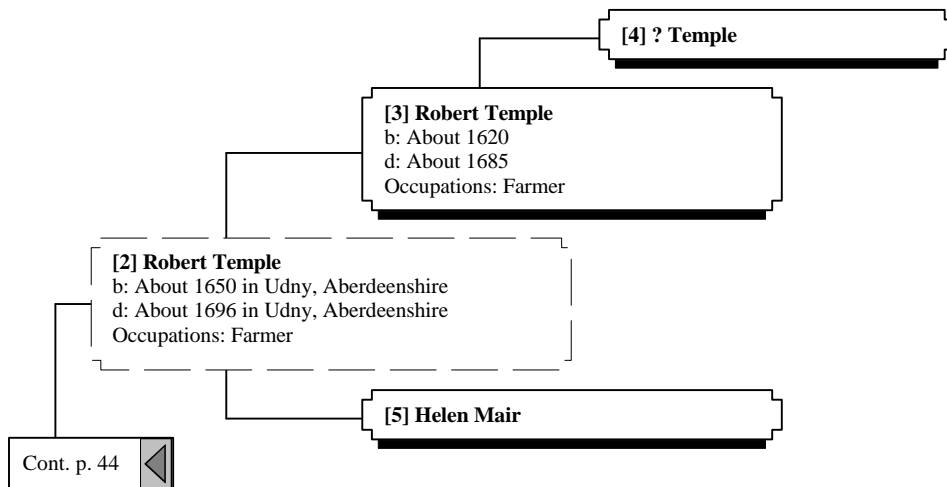 [4] ? Temple
[3] Robert Temple
b: About 1620
d: About 1685
Occupations: Farmer
[2] Robert Temple
b: About 1650 in Udny, Aberdeenshire
d: About 1696 in Udny, Aberdeenshire
Occupations: Farmer
[5] Helen Mair
Cont. p. 44